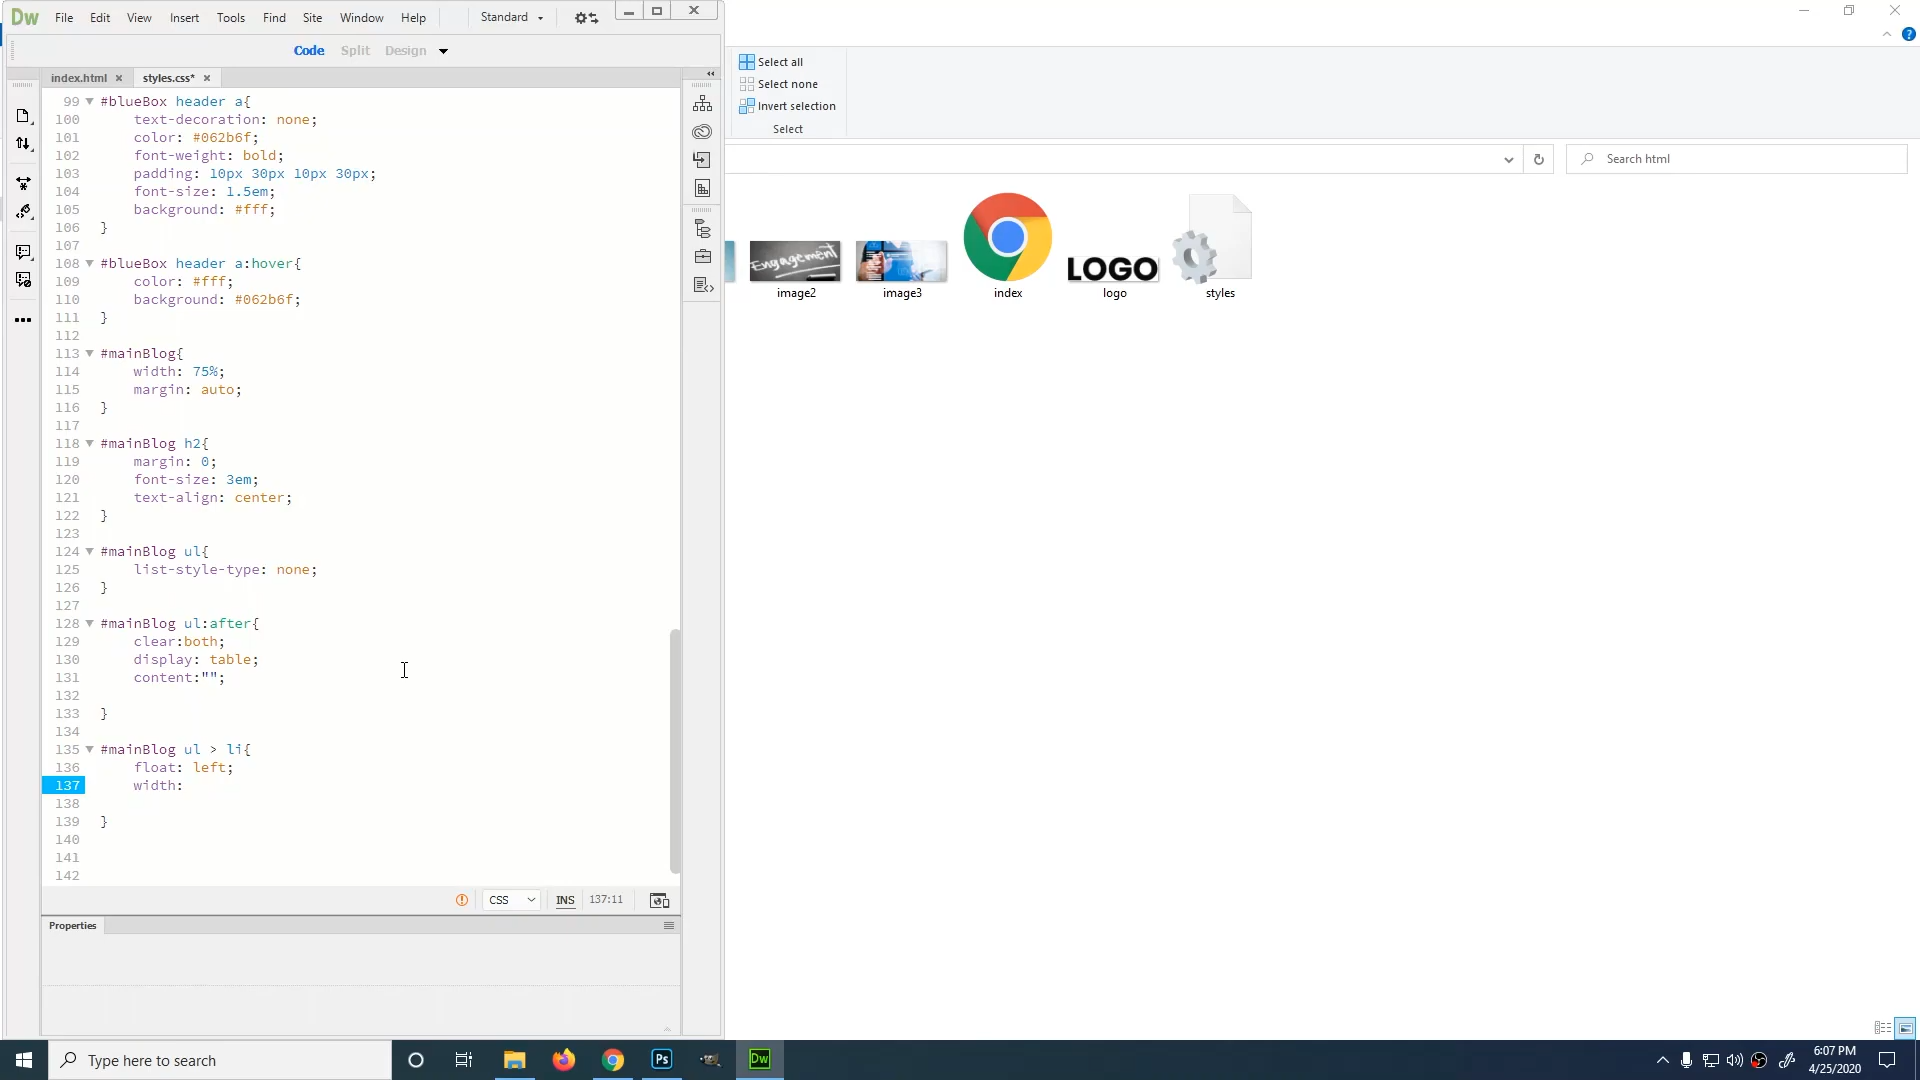 Dw File Edit View Insert Tools Find Site Window Help Standard
Code Split Design
index.html × styles.css* ×
99 #blueBox header a{
100 text-decoration: none;
101 color: #062b6f;
102 font-weight: bold;
103 padding: 10px 30px 10px 30px;
104 font-size: 1.5em;
105 background: #fff;
106 }
107
108 #blueBox header a:hover{
109 color: #fff;
110 background: #062b6f;
111 }
112
113 #mainBlog{
114 width: 75%;
115 margin: auto;
116 }
117
118 #mainBlog h2{
119 margin: 0;
120 font-size: 3em;
121 text-align: center;
122 }
123
124 #mainBlog ul{
125 list-style-type: none;
126 }
127
128 #mainBlog ul:after{
129 clear:both;
130 display: table;
131 content:"";
132
133 }
134
135 #mainBlog ul > li{
136 float: left;
137 width:
138
139 }
140
141
142
CSS INS 137:11
Properties
Select all
Select none
Invert selection
Select
Search html
Engagement
LOGO
image2 image3 index logo styles
Type here to search
Ps
Dw
6:07 PM
4/25/2020